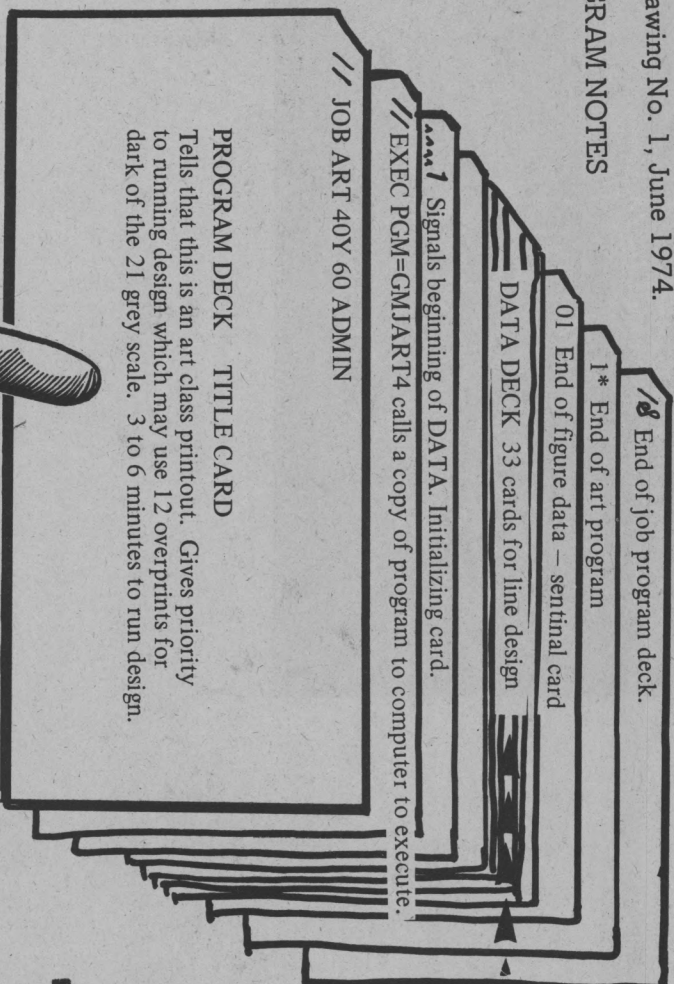 awing No. 1, June 1974.
GRAM NOTES
/& End of job program deck.
1* End of art program
01 End of figure data – sentinal card
DATA DECK 33 cards for line design
1 Signals beginning of DATA. Initializing card.
// EXEC PGM=GMJART4 calls a copy of program to computer to execute.
// JOB ART 40Y 60 ADMIN
PROGRAM DECK TITLE CARD
Tells that this is an art class printout. Gives priority
to running design which may use 12 overprints for
dark of the 21 grey scale. 3 to 6 minutes to run design.